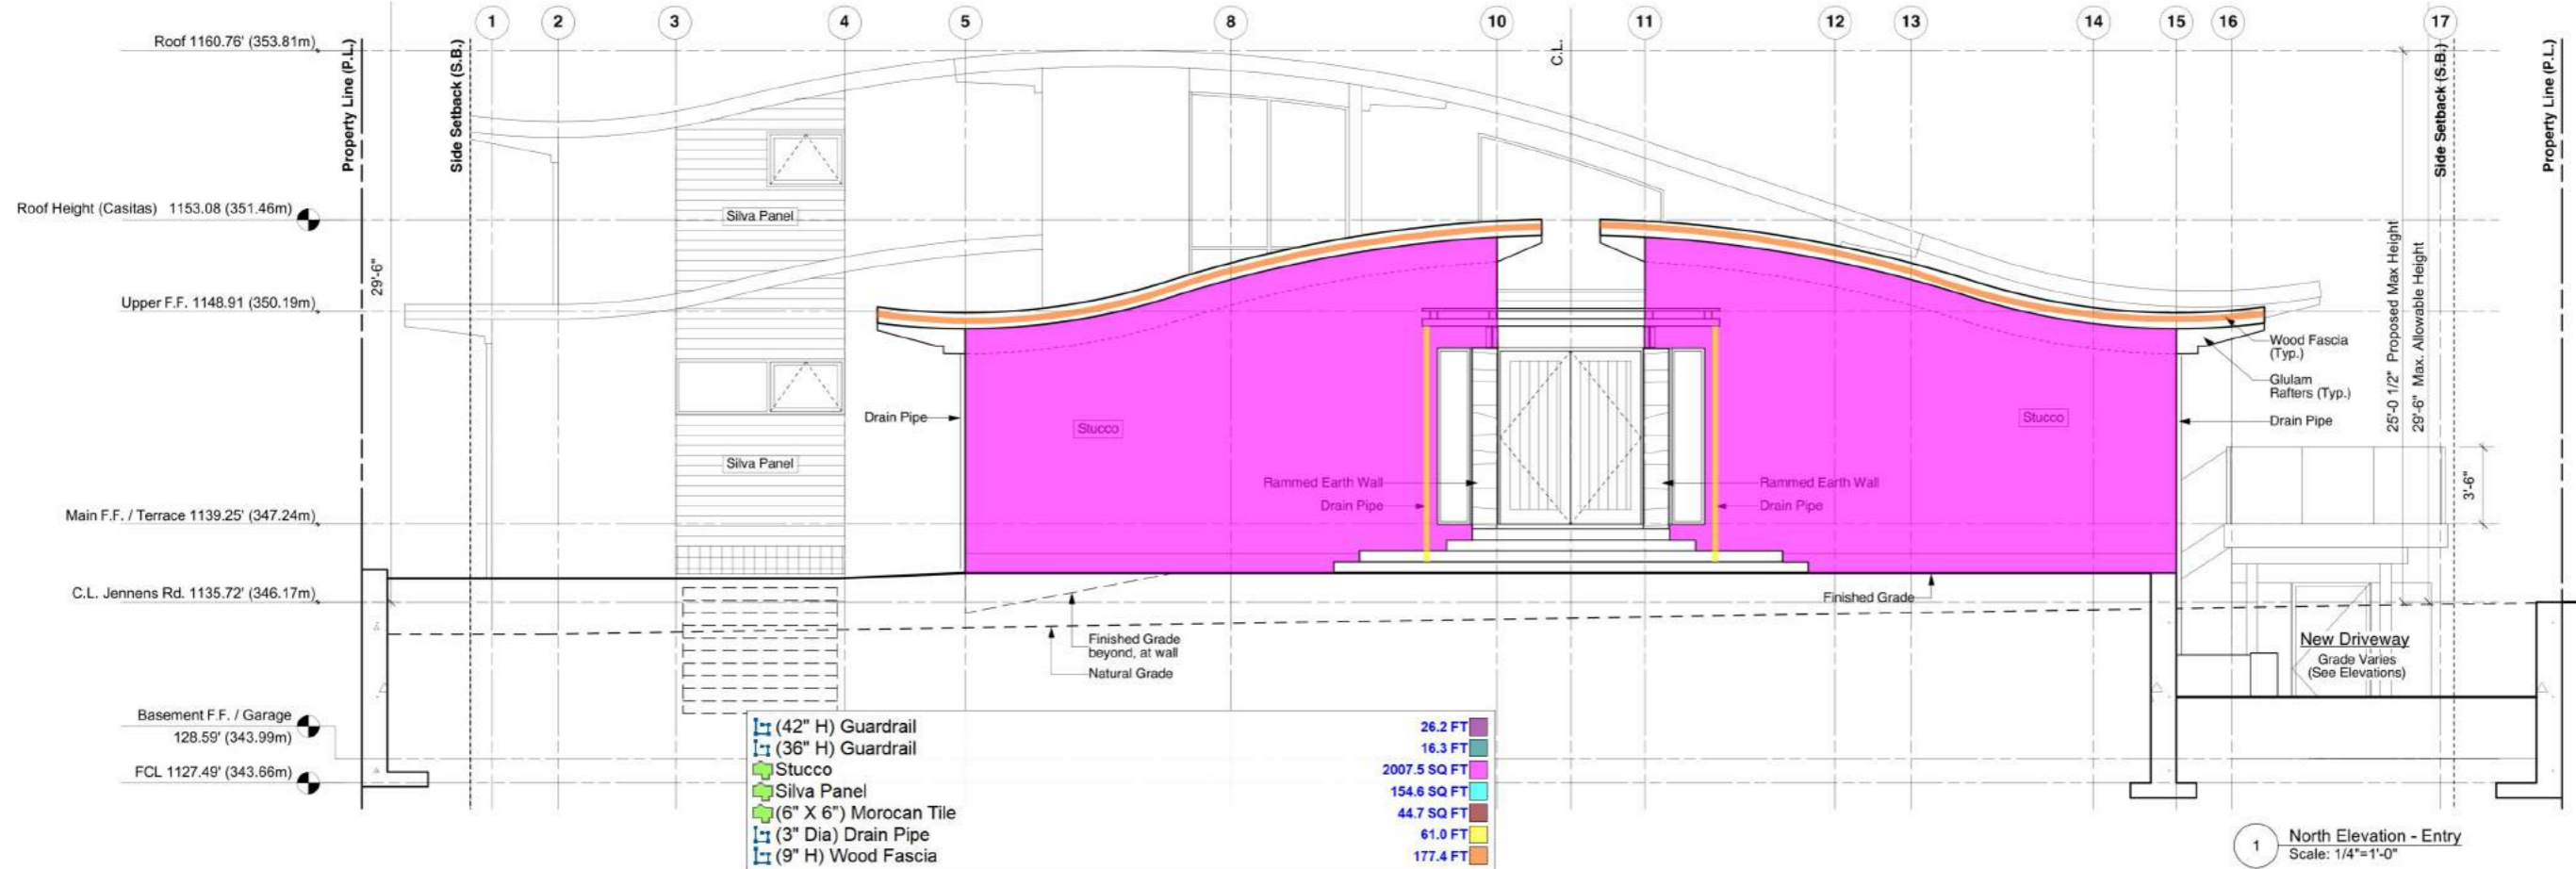 1 2 3 4 5 8 10 11 12 13 14 15 16 17
C.L.
Roof 1160.76' (353.81m)
Property Line (P.L.)
Side Setback (S.B.)
Side Setback (S.B.)
Property Line (P.L.)
Roof Height (Casitas) 1153.08 (351.46m)
Silva Panel
29'-6"
25'-0 1/2" Proposed Max Height
29'-6" Max. Allowable Height
Upper F.F. 1148.91 (350.19m)
Wood Fascia
(Typ.)
Glulam
Rafters (Typ.)
Drain Pipe
Stucco
Stucco
Drain Pipe
Silva Panel
Rammed Earth Wall
Rammed Earth Wall
Drain Pipe
Drain Pipe
3'-6"
Main F.F. / Terrace 1139.25' (347.24m)
C.L. Jennens Rd. 1135.72' (346.17m)
Finished Grade
Finished Grade
beyond, at wall
Natural Grade
New Driveway
Grade Varies
(See Elevations)
Basement F.F. / Garage
128.59' (343.99m)
FCL 1127.49' (343.66m)
(42" H) Guardrail 26.2 FT
(36" H) Guardrail 16.3 FT
Stucco 2007.5 SQ FT
Silva Panel 154.6 SQ FT
(6" X 6") Morocan Tile 44.7 SQ FT
(3" Dia) Drain Pipe 61.0 FT
(9" H) Wood Fascia 177.4 FT
1 North Elevation - Entry
Scale: 1/4"=1'-0"